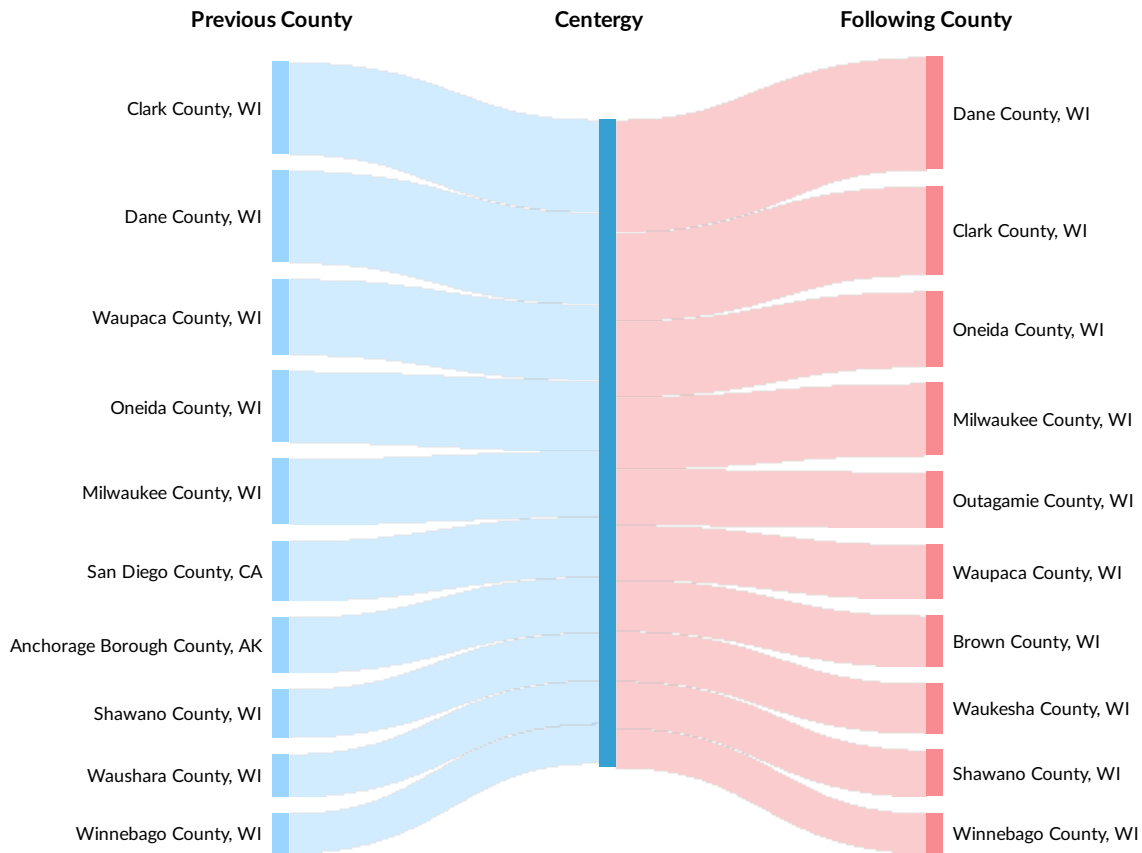 Previous County
Centergy
Following County
Clark County, WI
Dane County, WI
Waupaca County, WI
Oneida County, WI
Milwaukee County, WI
San Diego County, CA
Anchorage Borough County, AK
Shawano County, WI
Waushara County, WI
Winnebago County, WI
Dane County, WI
Clark County, WI
Oneida County, WI
Milwaukee County, WI
Outagamie County, WI
Waupaca County, WI
Brown County, WI
Waukesha County, WI
Shawano County, WI
Winnebago County, WI